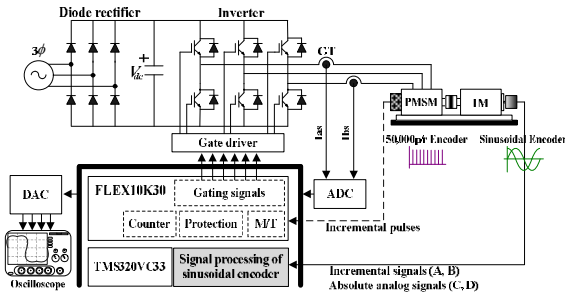 Diode rectifier
Inverter
3ϕ
V_dc
+
CT
PMSM
IM
50,000p/r Encoder
Sinusoidal Encoder
Ias
Ibs
Gate driver
DAC
FLEX10K30
Gating signals
ADC
Counter
Protection
M/T
Incremental pulses
Oscilloscope
TMS320VC33
Signal processing of
sinusoidal encoder
Incremental signals (A, B)
Absolute analog signals (C, D)